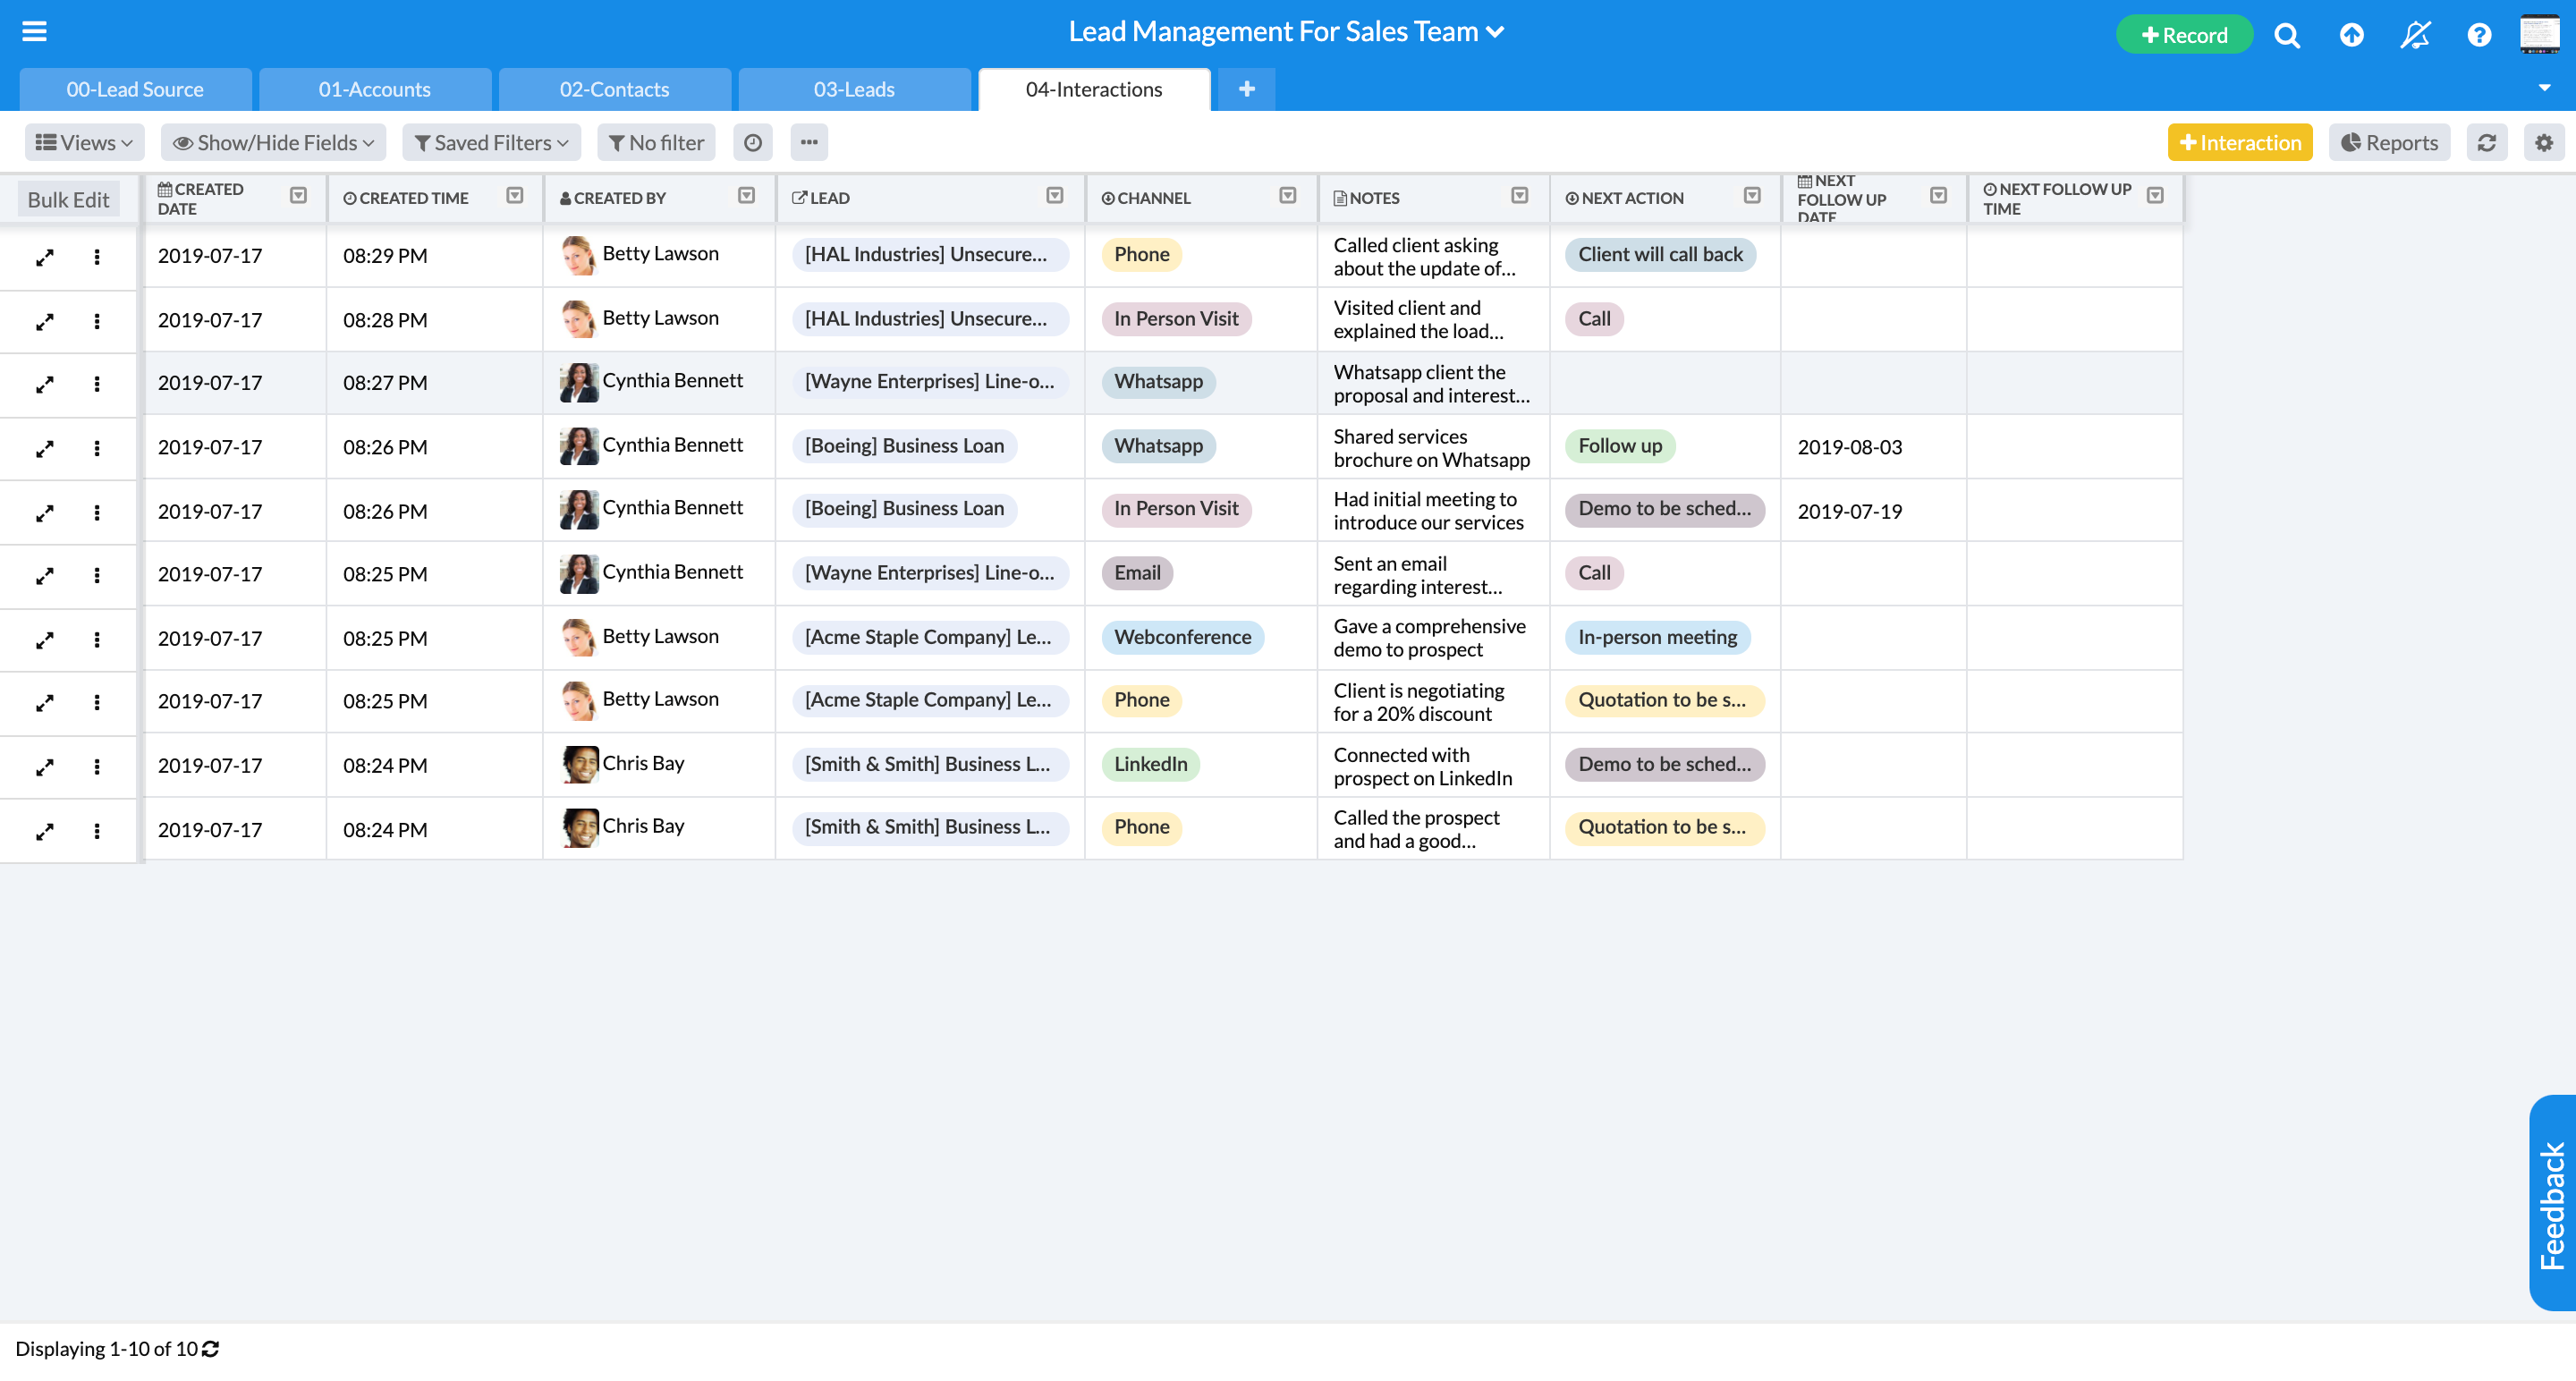 Lead Management For Sales Team
Record
00-Lead Source
01-Accounts
02-Contacts
03-Leads
04-Interactions
Views
Show/Hide Fields
Saved Filters
No filter
Interaction
Reports
Bulk Edit
CREATED DATE
CREATED TIME
CREATED BY
LEAD
CHANNEL
NOTES
NEXT ACTION
NEXT FOLLOW UP DATE
NEXT FOLLOW UP TIME
2019-07-17
08:29 PM
Betty Lawson
[HAL Industries] Unsecure...
Phone
Called client asking
about the update of...
Client will call back
2019-07-17
08:28 PM
Betty Lawson
[HAL Industries] Unsecure...
In Person Visit
Visited client and
explained the load...
Call
2019-07-17
08:27 PM
Cynthia Bennett
[Wayne Enterprises] Line-o...
Whatsapp
Whatsapp client the
proposal and interest...
2019-07-17
08:26 PM
Cynthia Bennett
[Boeing] Business Loan
Whatsapp
Shared services
brochure on Whatsapp
Follow up
2019-08-03
2019-07-17
08:26 PM
Cynthia Bennett
[Boeing] Business Loan
In Person Visit
Had initial meeting to
introduce our services
Demo to be sched...
2019-07-19
2019-07-17
08:25 PM
Cynthia Bennett
[Wayne Enterprises] Line-o...
Email
Sent an email
regarding interest...
Call
2019-07-17
08:25 PM
Betty Lawson
[Acme Staple Company] Le...
Webconference
Gave a comprehensive
demo to prospect
In-person meeting
2019-07-17
08:25 PM
Betty Lawson
[Acme Staple Company] Le...
Phone
Client is negotiating
for a 20% discount
Quotation to be s...
2019-07-17
08:24 PM
Chris Bay
[Smith & Smith] Business L...
LinkedIn
Connected with
prospect on LinkedIn
Demo to be sched...
2019-07-17
08:24 PM
Chris Bay
[Smith & Smith] Business L...
Phone
Called the prospect
and had a good...
Quotation to be s...
Feedback
Displaying 1-10 of 10